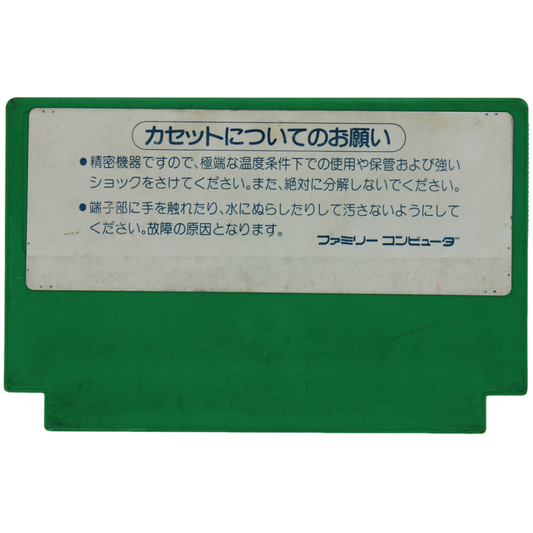 カセットについてのお願い
●精密機器ですので、極端な温度条件下での使用や保管および強い
ショックをさけてください。また、絶対に分解しないでください。
●端子部に手を触れたり、水にぬらしたりして汚さないようにして
ください。故障の原因となります。
ファミリー コンピュータ™